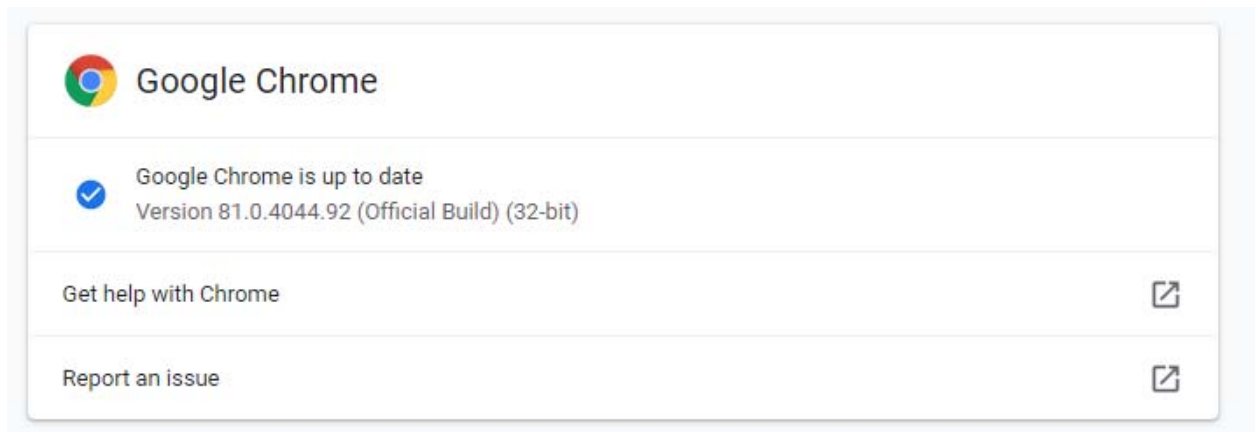 Google Chrome
Google Chrome is up to date
Version 81.0.4044.92 (Official Build) (32-bit)
Get help with Chrome
Report an issue